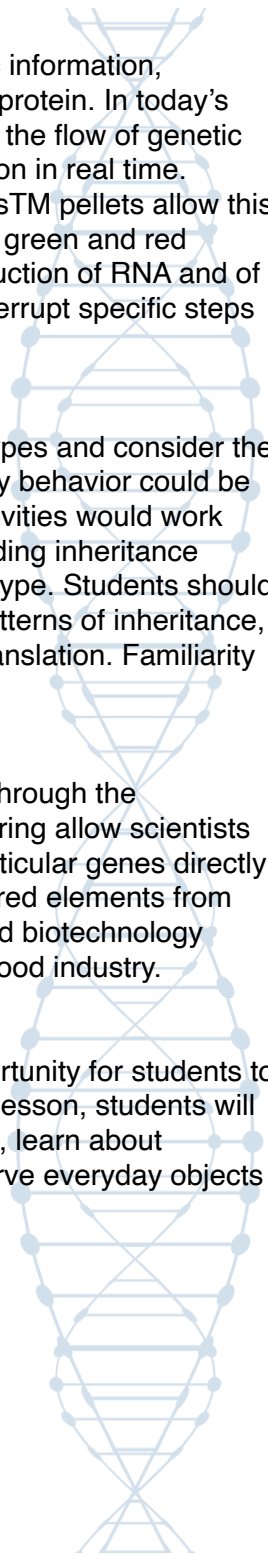 information,
protein. In today's
the flow of genetic
on in real time.
sTM pellets allow this
green and red
uction of RNA and of
errupt specific steps
pes and consider the
y behavior could be
vities would work
ding inheritance
ype. Students should
tterns of inheritance,
anslation. Familiarity
hrough the
ring allow scientists
ticular genes directly
red elements from
d biotechnology
ood industry.
rtunity for students to
esson, students will
, learn about
rve everyday objects